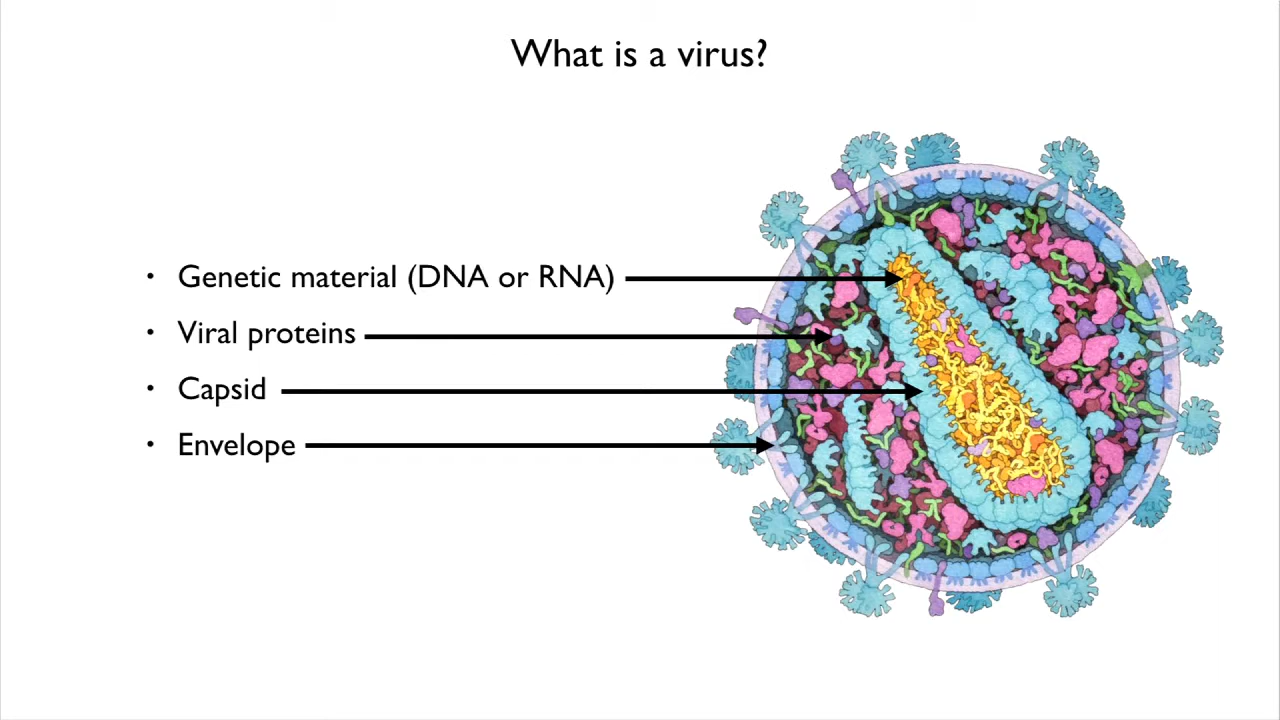 What is a virus?
• Genetic material (DNA or RNA)
• Viral proteins
• Capsid
• Envelope